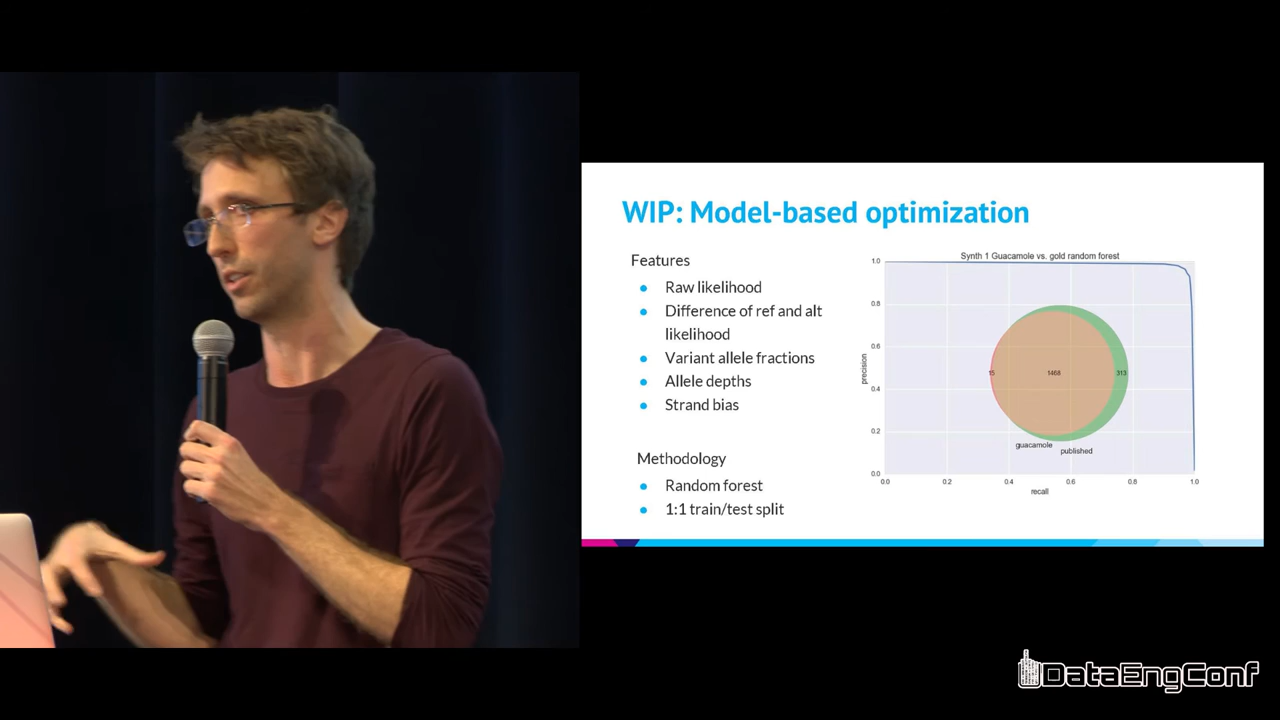 WIP: Model-based optimization
Features
Raw likelihood
Difference of ref and alt
likelihood
Variant allele fractions
Allele depths
Strand bias
Methodology
Random forest
1:1 train/test split
Synth 1 Guacamole vs. gold random forest
1.0
0.8
0.6
0.4
0.2
0.0
precision
15
1468
313
guacamole
published
0.0
0.2
0.4
0.6
0.8
1.0
recall
DataEngConf